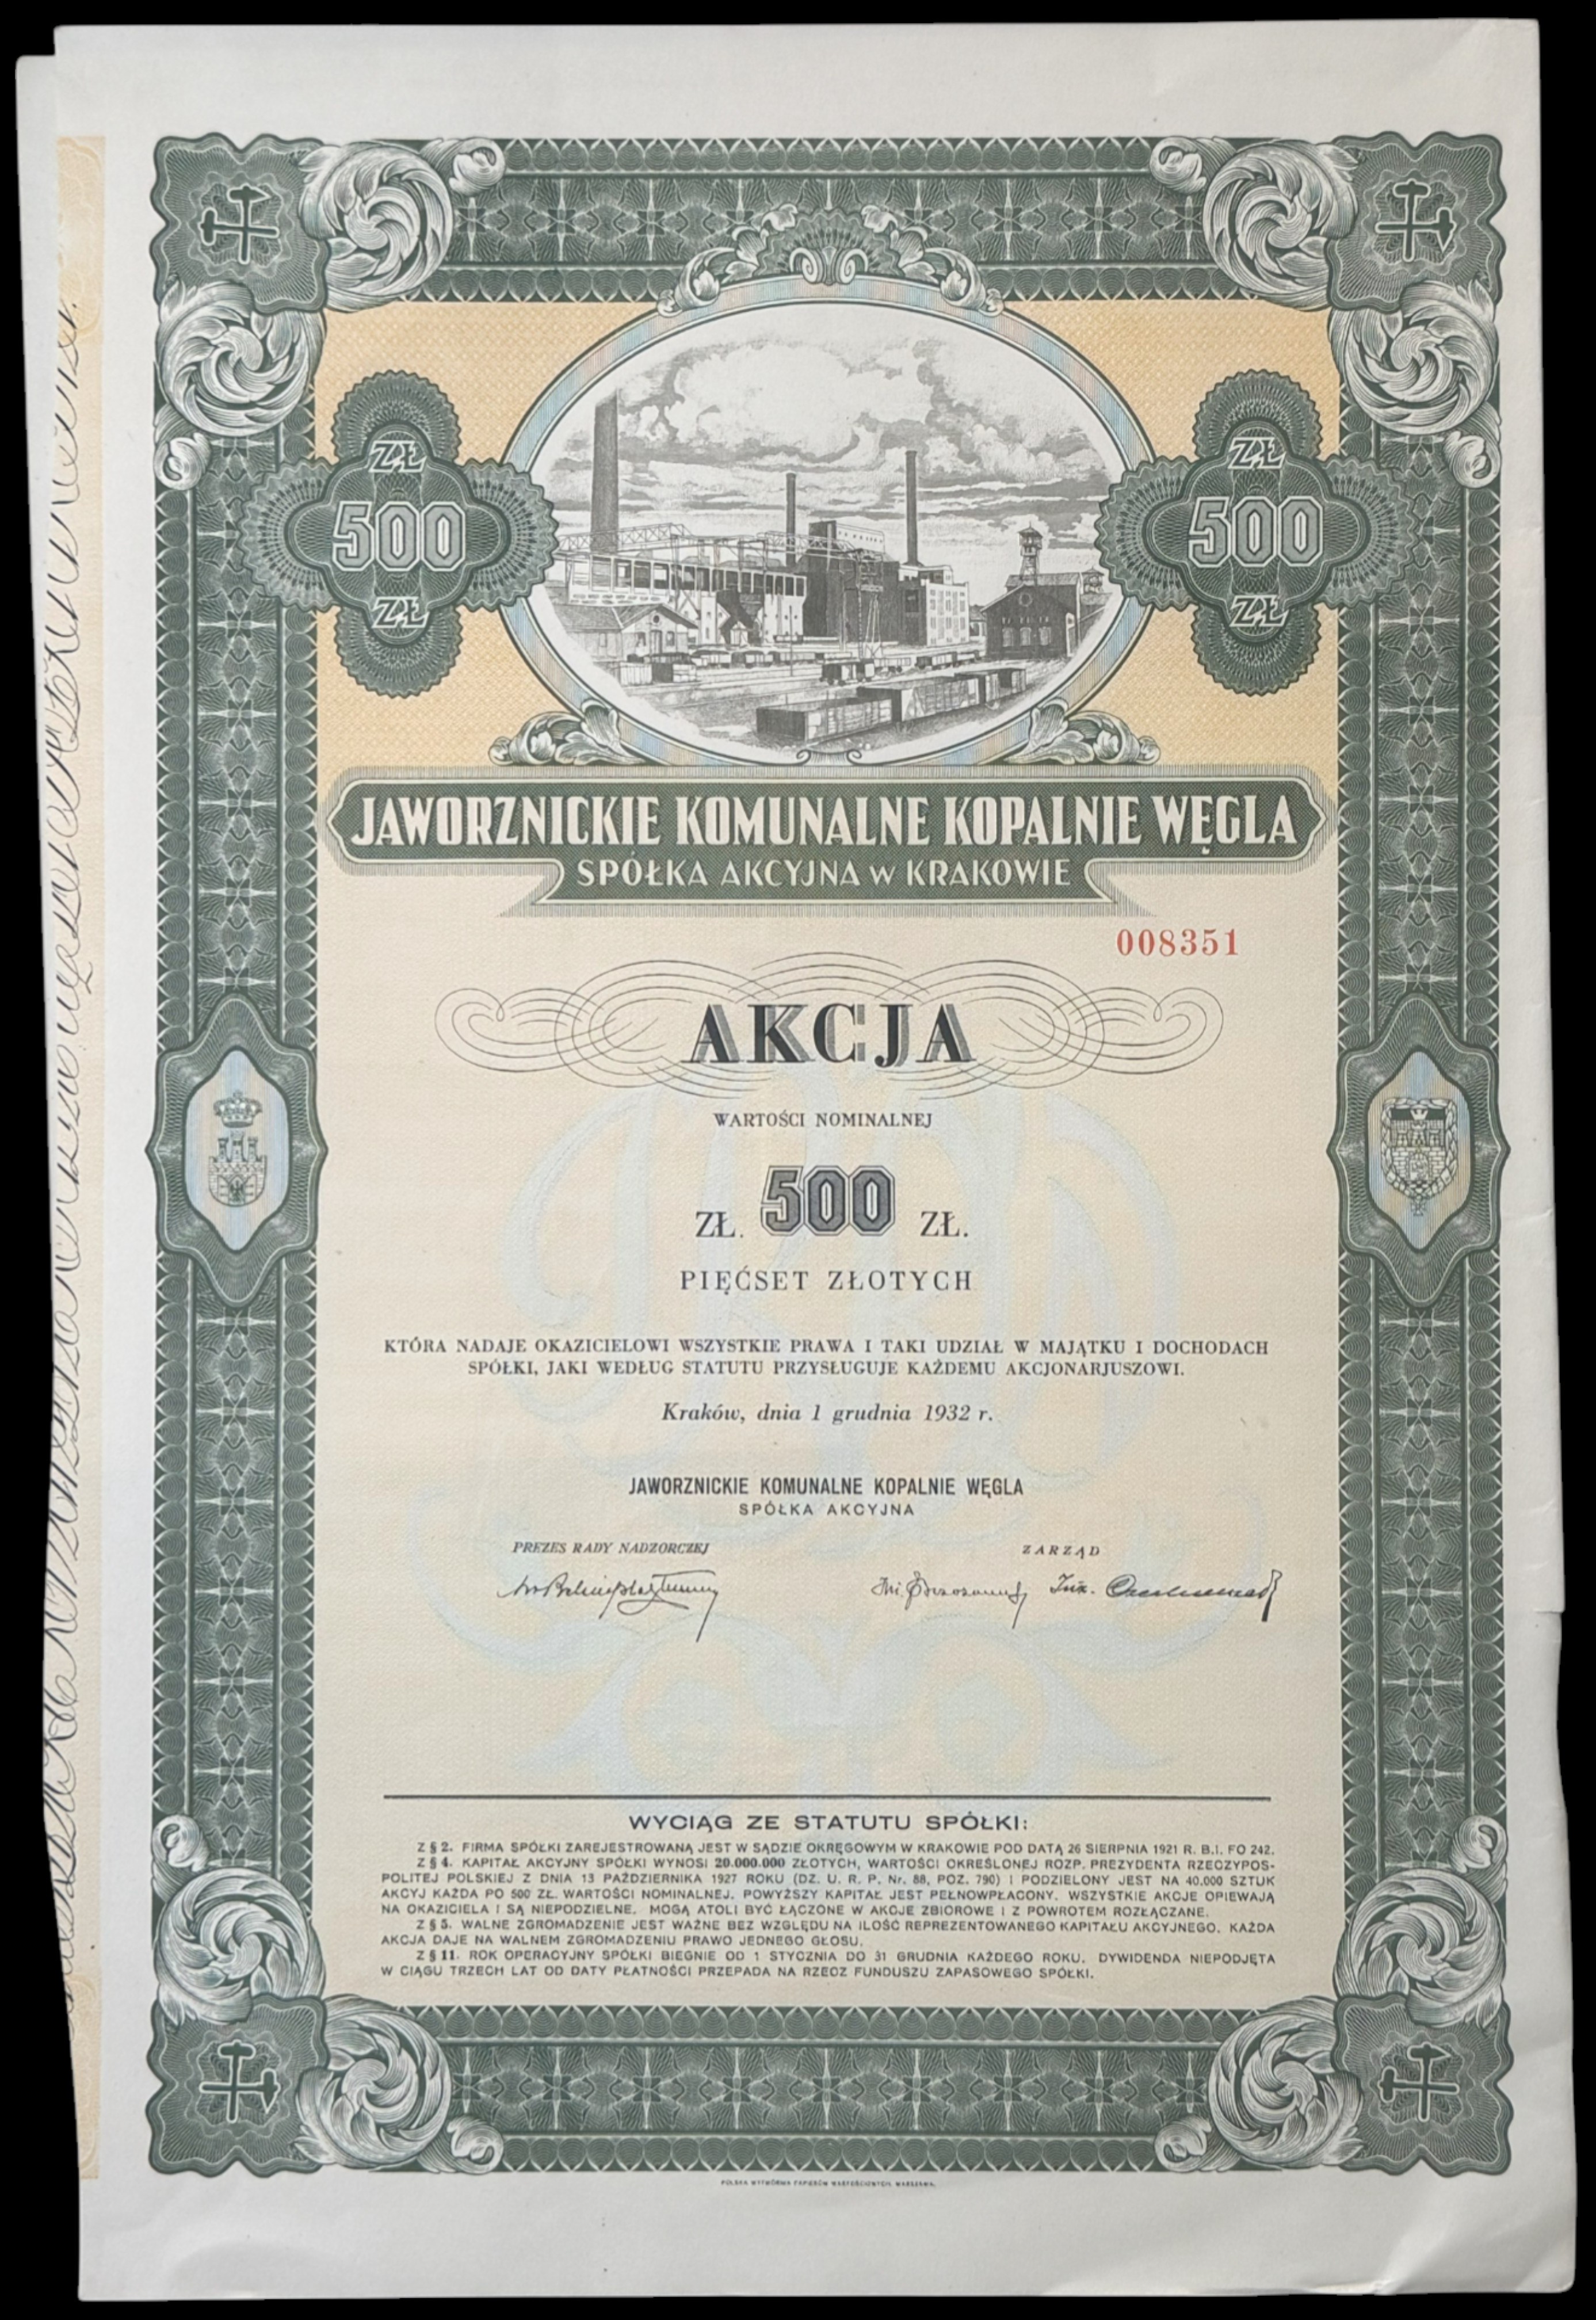 ZŁ
500
ZŁ
ZŁ
500
ZŁ
JAWORZNICKIE KOMUNALNE KOPALNIE WĘGLA
SPÓŁKA AKCYJNA W KRAKOWIE
008351
AKCJA
WARTOŚCI NOMINALNEJ
ZŁ. 500 ZŁ.
PIĘĆSET ZŁOTYCH
KTÓRA NADAJE OKAZICIELOWI WSZYSTKIE PRAWA I TAKI UDZIAŁ W MAJĄTKU I DOCHODACH
SPÓŁKI, JAKI WEDŁUG STATUTU PRZYSŁUGUJE KAŻDEMU AKCJONARJUSZOWI.
Kraków, dnia 1 grudnia 1932 r.
JAWORZNICKIE KOMUNALNE KOPALNIE WĘGLA
SPÓŁKA AKCYJNA
PREZES RADY NADZORCZEJ ZARZĄD
Inż.
WYCIĄG ZE STATUTU SPÓŁKI:
Z § 2. FIRMA SPÓŁKI ZAREJESTROWANĄ JEST W SĄDZIE OKRĘGOWYM W KRAKOWIE POD DATĄ 26 SIERPNIA 1921 R. B.I. FO 242.
Z § 4. KAPITAŁ AKCYJNY SPÓŁKI WYNOSI 20.000.000 ZŁOTYCH, WARTOŚCI OKREŚLONEJ ROZP. PREZYDENTA RZECZYPOS-
POLITEJ POLSKIEJ Z DNIA 13 PAŹDZIERNIKA 1927 ROKU (DZ. U. R. P. Nr. 88, POZ. 790) I PODZIELONY JEST NA 40.000 SZTUK
AKCYJ KAŻDA PO 500 ZŁ. WARTOŚCI NOMINALNEJ. POWYŻSZY KAPITAŁ JEST PEŁNOWPŁACONY. WSZYSTKIE AKCJE OPIEWAJĄ
NA OKAZICIELA I SĄ NIEPODZIELNE. MOGĄ ATOLI BYĆ ŁĄCZONE W AKCJE ZBIOROWE I Z POWROTEM ROZŁĄCZANE.
Z § 5. WALNE ZGROMADZENIE JEST WAŻNE BEZ WZGLĘDU NA ILOŚĆ REPREZENTOWANEGO KAPITAŁU AKCYJNEGO. KAŻDA
AKCJA DAJE NA WALNEM ZGROMADZENIU PRAWO JEDNEGO GŁOSU.
Z § 11. ROK OPERACYJNY SPÓŁKI BIEGNIE OD 1 STYCZNIA DO 31 GRUDNIA KAŻDEGO ROKU. DYWIDENDA NIEPODJĘTA
W CIĄGU TRZECH LAT OD DATY PŁATNOŚCI PRZEPADA NA RZECZ FUNDUSZU ZAPASOWEGO SPÓŁKI.
POLSKA WYTWÓRNIA PAPIERÓW WARTOŚCIOWYCH, WARSZAWA.